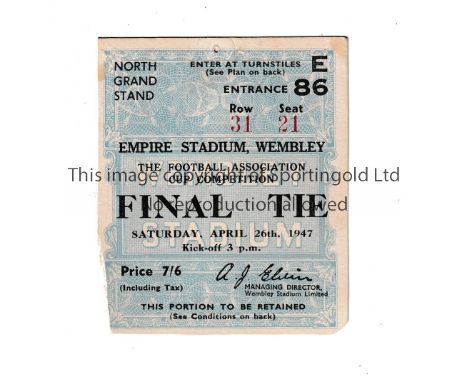 NORTH
GRAND
STAND
ENTER AT TURNSTILES
(See Plan on back)
E
ENTRANCE 86
Row Seat
31 21
EMPIRE STADIUM, WEMBLEY
THE FOOTBALL ASSOCIATION
This image copyright of sportingold Ltd
CUP COMPETITION
No reproduction allowed
FINAL TIE
STADIUM
SATURDAY, APRIL 26th, 1947
Kick-off 3 p.m.
Price 7/6
(Including Tax)
A J Elvin
MANAGING DIRECTOR,
Wembley Stadium Limited
THIS PORTION TO BE RETAINED
(See Conditions on back)